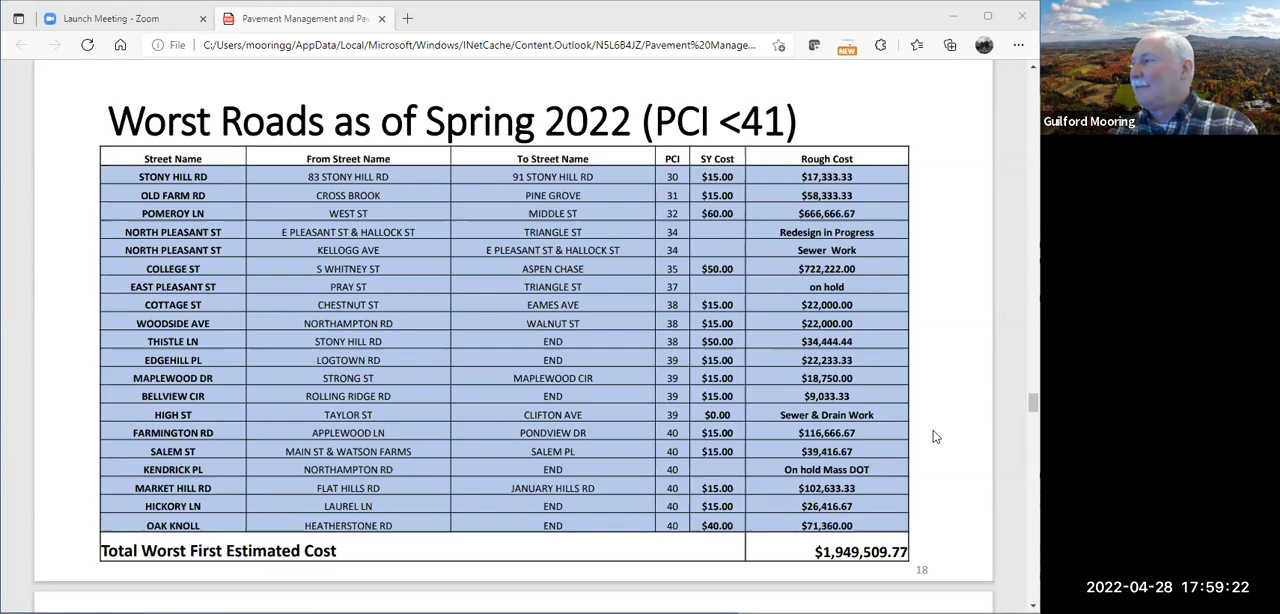 Launch Meeting - Zoom
Pavement Management and Pav
File C:/Users/mooringg/AppData/Local/Microsoft/Windows/INetCache/Content.Outlook/N5L6B4JZ/Pavement%20Manage...
NEW
Guilford Mooring
Worst Roads as of Spring 2022 (PCI <41)
Street Name From Street Name To Street Name PCI SY Cost Rough Cost
STONY HILL RD 83 STONY HILL RD 91 STONY HILL RD 30 $15.00 $17,333.33
OLD FARM RD CROSS BROOK PINE GROVE 31 $15.00 $58,333.33
POMEROY LN WEST ST MIDDLE ST 32 $60.00 $666,666.67
NORTH PLEASANT ST E PLEASANT ST & HALLOCK ST TRIANGLE ST 34 Redesign in Progress
NORTH PLEASANT ST KELLOGG AVE E PLEASANT ST & HALLOCK ST 34 Sewer Work
COLLEGE ST S WHITNEY ST ASPEN CHASE 35 $50.00 $722,222.00
EAST PLEASANT ST PRAY ST TRIANGLE ST 37 on hold
COTTAGE ST CHESTNUT ST EAMES AVE 38 $15.00 $22,000.00
WOODSIDE AVE NORTHAMPTON RD WALNUT ST 38 $15.00 $22,000.00
THISTLE LN STONY HILL RD END 38 $50.00 $34,444.44
EDGEHILL PL LOGTOWN RD END 39 $15.00 $22,233.33
MAPLEWOOD DR STRONG ST MAPLEWOOD CIR 39 $15.00 $18,750.00
BELLVIEW CIR ROLLING RIDGE RD END 39 $15.00 $9,033.33
HIGH ST TAYLOR ST CLIFTON AVE 39 $0.00 Sewer & Drain Work
FARMINGTON RD APPLEWOOD LN PONDVIEW DR 40 $15.00 $116,666.67
SALEM ST MAIN ST & WATSON FARMS SALEM PL 40 $15.00 $39,416.67
KENDRICK PL NORTHAMPTON RD END 40 On hold Mass DOT
MARKET HILL RD FLAT HILLS RD JANUARY HILLS RD 40 $15.00 $102,633.33
HICKORY LN LAUREL LN END 40 $15.00 $26,416.67
OAK KNOLL HEATHERSTONE RD END 40 $40.00 $71,360.00
Total Worst First Estimated Cost $1,949,509.77
18
2022-04-28 17:59:22